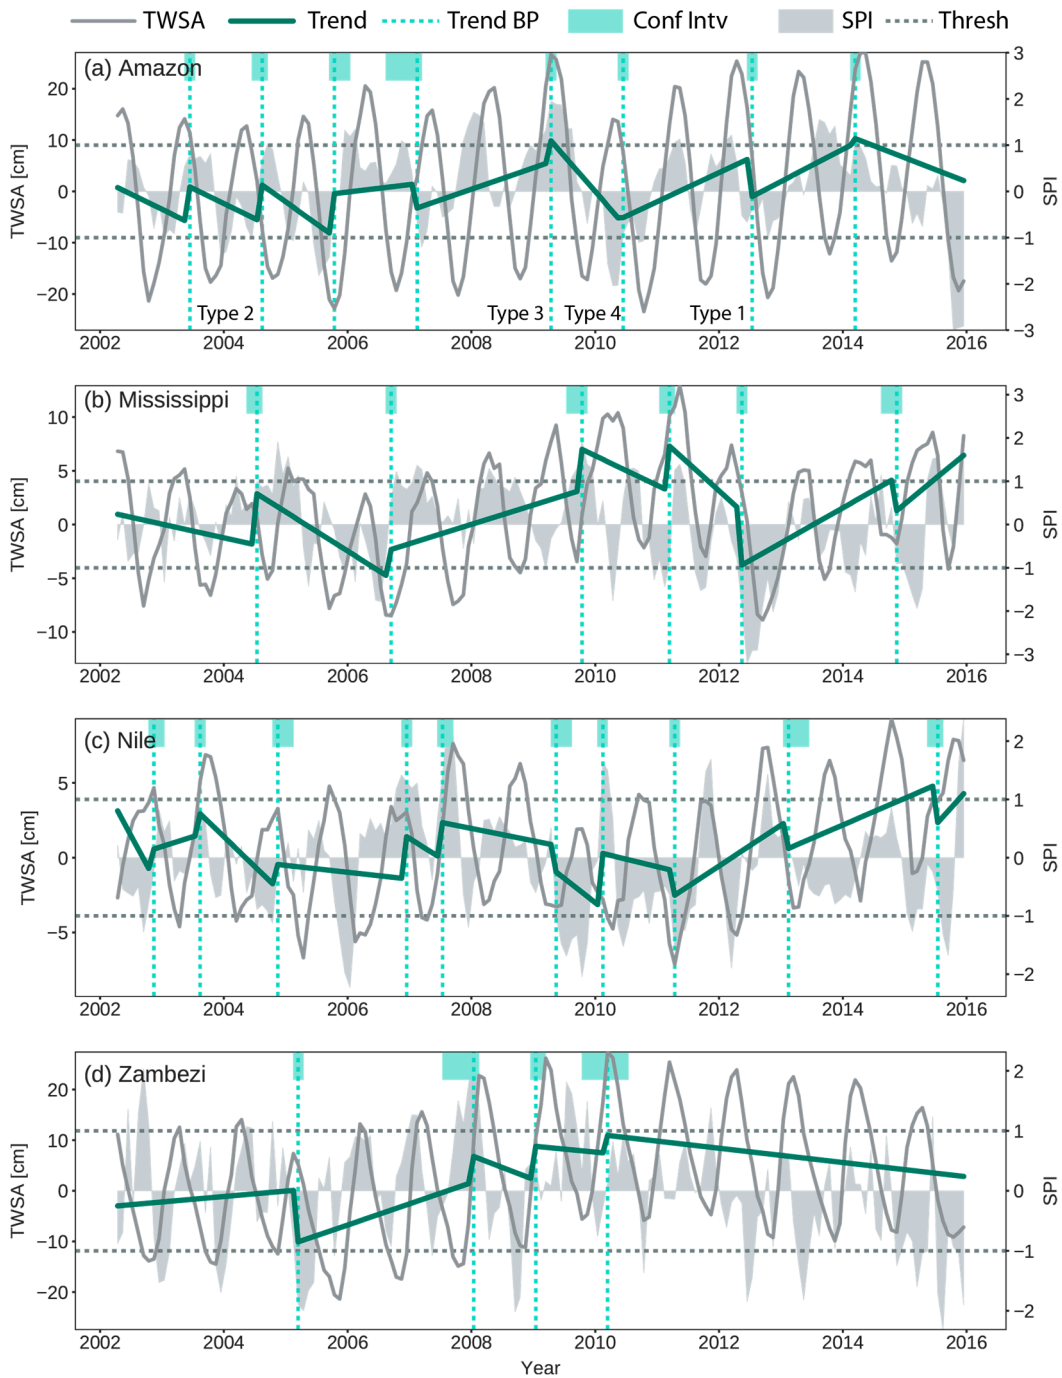 TWSA Trend Trend BP Conf Intv SPI Thresh
(a) Amazon
20
10
0
−10
−20
TWSA [cm]
3
2
1
0
−1
−2
−3
SPI
Type 2 Type 3 Type 4 Type 1
2002 2004 2006 2008 2010 2012 2014 2016
(b) Mississippi
10
5
0
−5
−10
TWSA [cm]
3
2
1
0
−1
−2
−3
SPI
2002 2004 2006 2008 2010 2012 2014 2016
(c) Nile
5
0
−5
TWSA [cm]
2
1
0
−1
−2
SPI
2002 2004 2006 2008 2010 2012 2014 2016
(d) Zambezi
20
10
0
−10
−20
TWSA [cm]
2
1
0
−1
−2
SPI
2002 2004 2006 2008 2010 2012 2014 2016
Year